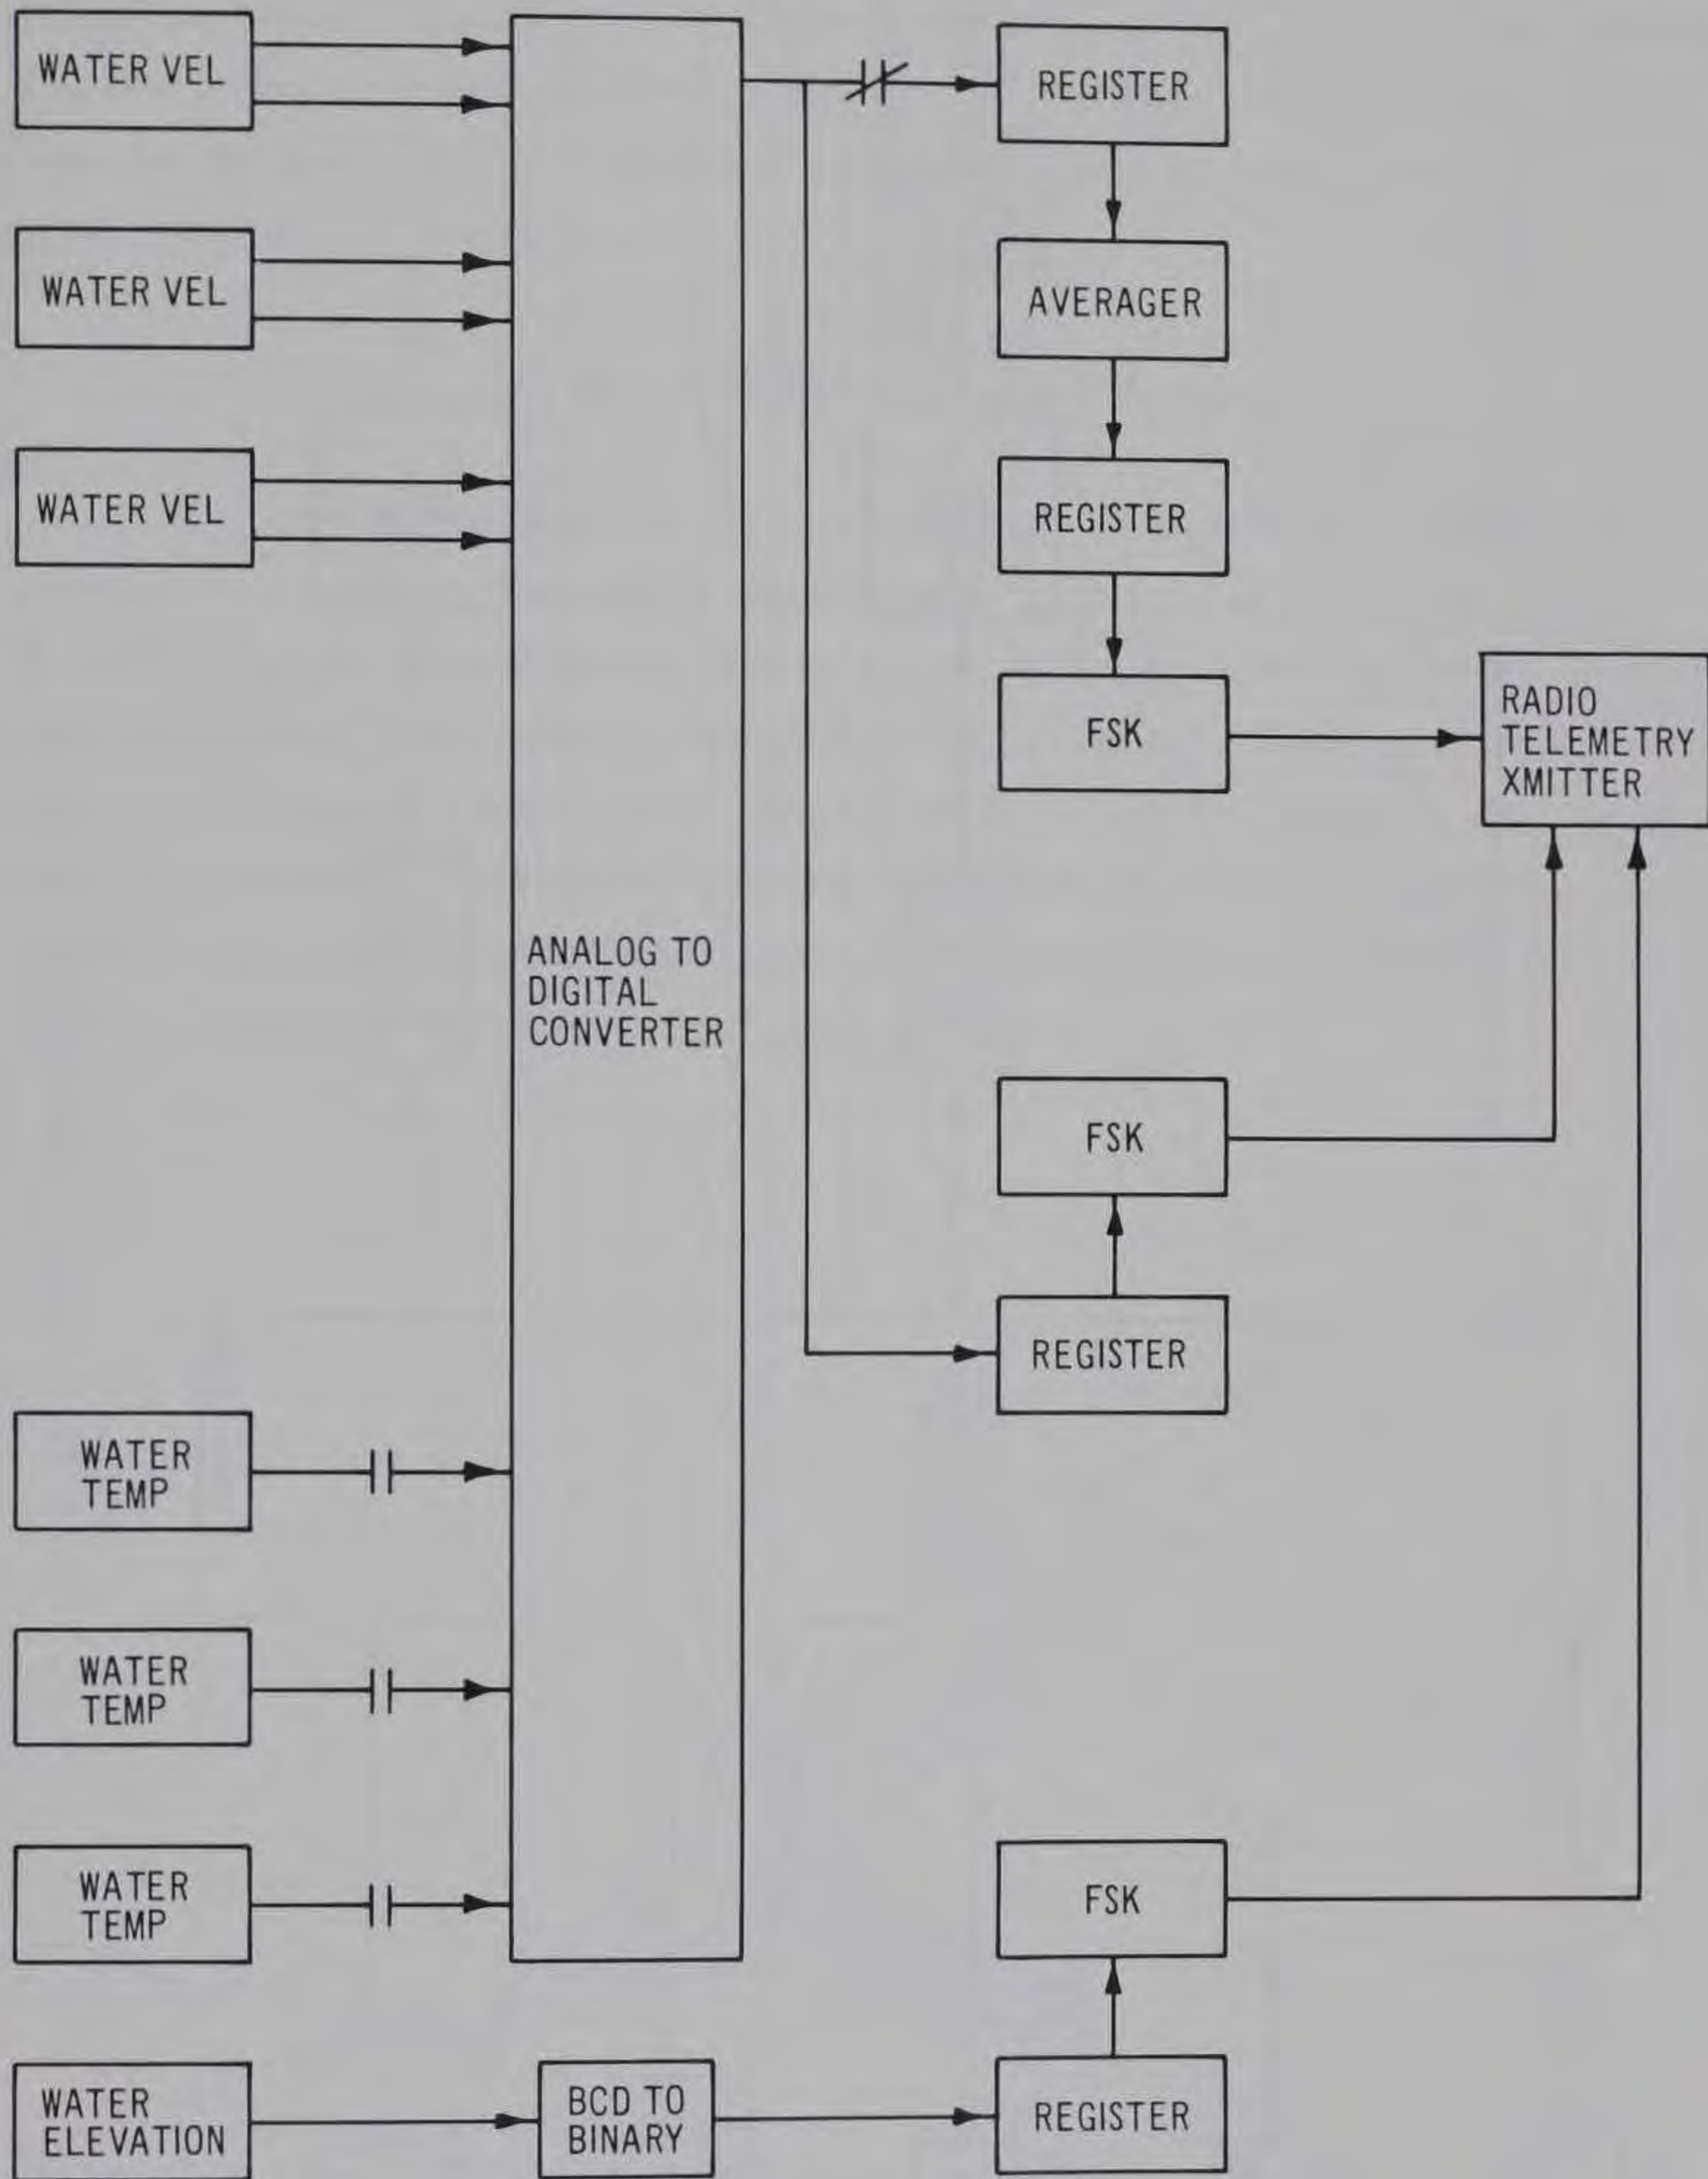 WATER VEL
WATER VEL
WATER VEL
ANALOG TO
DIGITAL
CONVERTER
WATER
TEMP
WATER
TEMP
WATER
TEMP
WATER
ELEVATION
BCD TO
BINARY
REGISTER
AVERAGER
REGISTER
FSK
RADIO
TELEMETRY
XMITTER
FSK
REGISTER
FSK
REGISTER